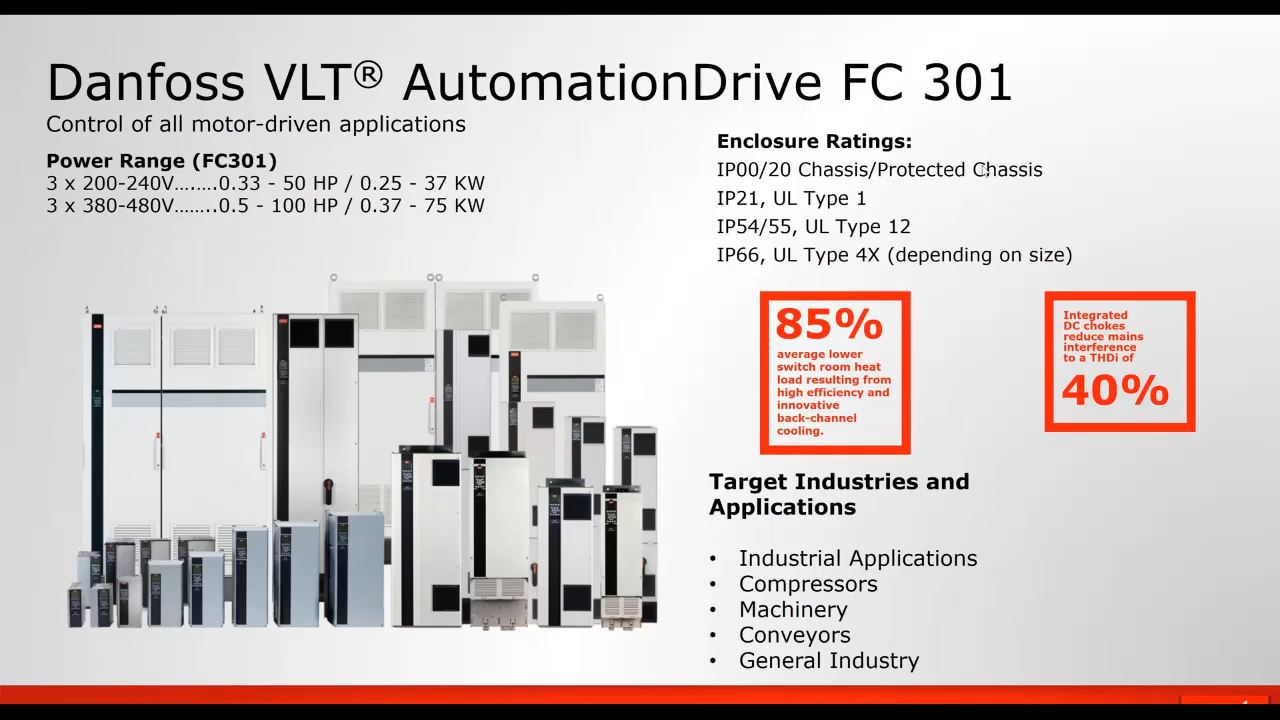 Danfoss VLT® AutomationDrive FC 301
Control of all motor-driven applications
Power Range (FC301)
3 x 200-240V…..…0.33 - 50 HP / 0.25 - 37 KW
3 x 380-480V……..0.5 - 100 HP / 0.37 - 75 KW
Enclosure Ratings:
IP00/20 Chassis/Protected Chassis
IP21, UL Type 1
IP54/55, UL Type 12
IP66, UL Type 4X (depending on size)
85%
average lower
switch room heat
load resulting from
high efficiency and
innovative
back-channel
cooling.
Integrated
DC chokes
reduce mains
interference
to a THDi of
40%
Target Industries and
Applications
• Industrial Applications
• Compressors
• Machinery
• Conveyors
• General Industry